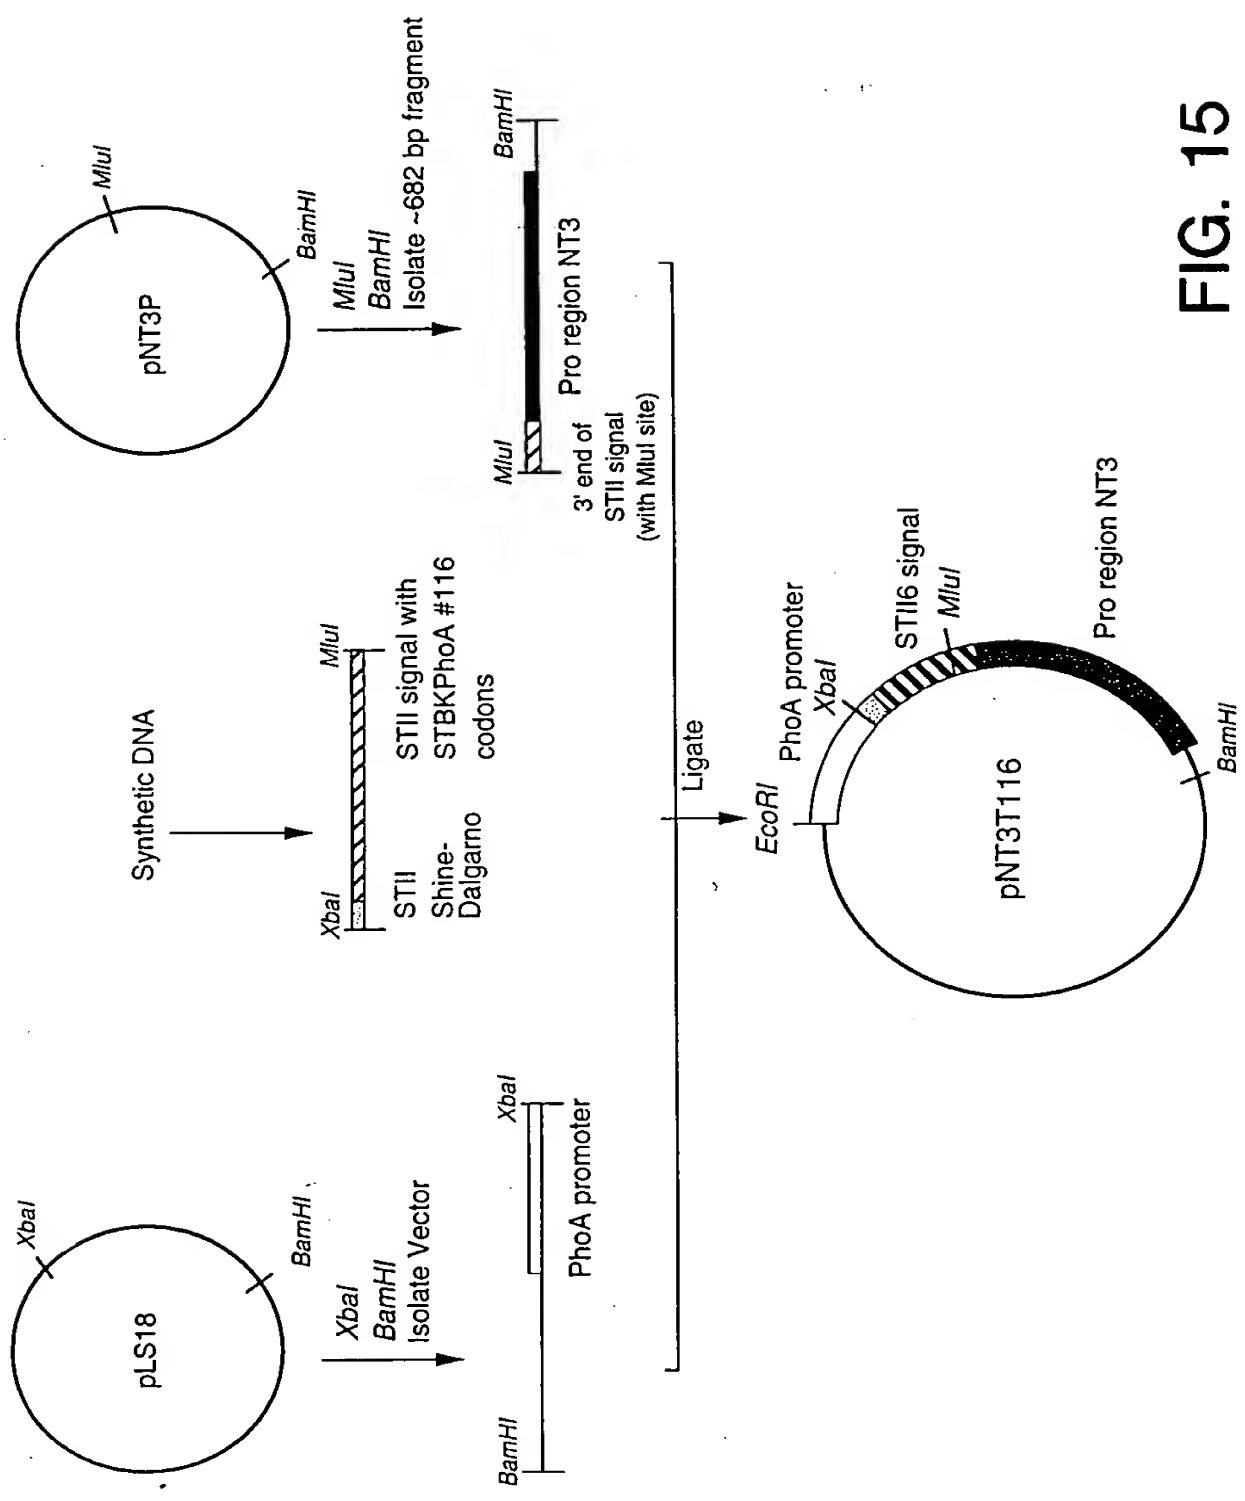 pLS18
XbaI
BamHI
XbaI
BamHI
Isolate Vector
BamHI
XbaI
PhoA promoter
Synthetic DNA
XbaI
MluI
STII
Shine-
Dalgarno
STII signal with
STBKPhoA #116
codons
pNT3P
MluI
BamHI
MluI
BamHI
Isolate ~682 bp fragment
MluI
BamHI
3' end of
STII signal
(with MluI site)
Pro region NT3
Ligate
EcoRI
PhoA promoter
XbaI
STII6 signal
MluI
Pro region NT3
BamHI
pNT3T116
FIG. 15